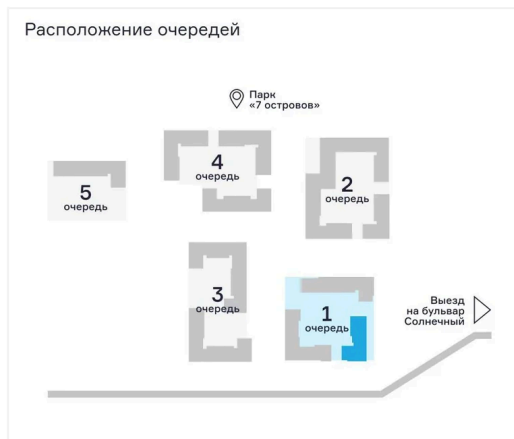 Расположение очередей
Парк
«7 островов»
4
очередь
2
очередь
5
очередь
3
очередь
1
очередь
Выезд
на бульвар
Солнечный